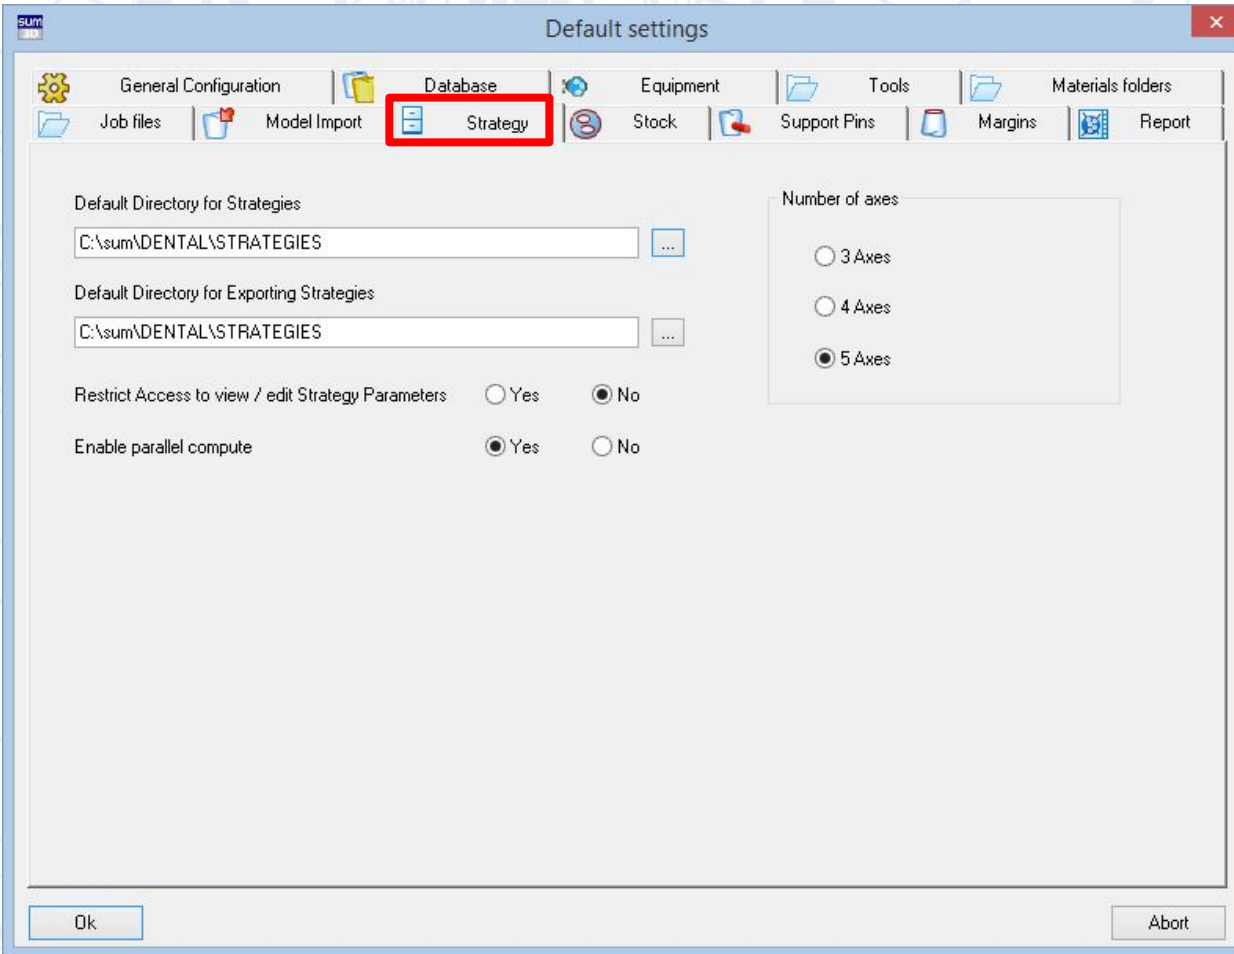 sum
3D
Default settings
General Configuration Database Equipment Tools Materials folders
Job files Model Import Strategy Stock Support Pins Margins Report
Default Directory for Strategies
C:\sum\DENTAL\STRATEGIES ...
Default Directory for Exporting Strategies
C:\sum\DENTAL\STRATEGIES ...
Restrict Access to view / edit Strategy Parameters Yes No
Enable parallel compute Yes No
Number of axes
3 Axes
4 Axes
5 Axes
Ok Abort